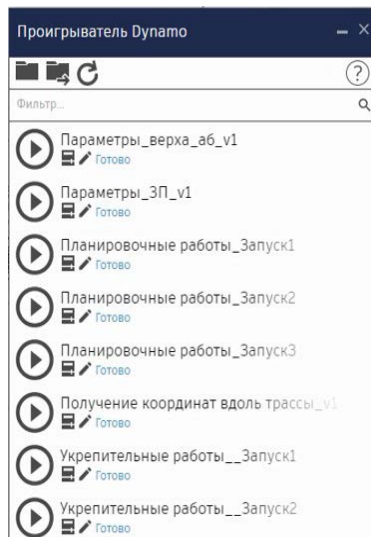 Проигрыватель Dynamo
Фильтр...
Параметры_верха_аб_v1
Готово
Параметры_ЗП_v1
Готово
Планировочные работы_Запуск1
Готово
Планировочные работы_Запуск2
Готово
Планировочные работы_Запуск3
Готово
Получение координат вдоль трассы_v1
Готово
Укрепительные работы__Запуск1
Готово
Укрепительные работы__Запуск2
Готово